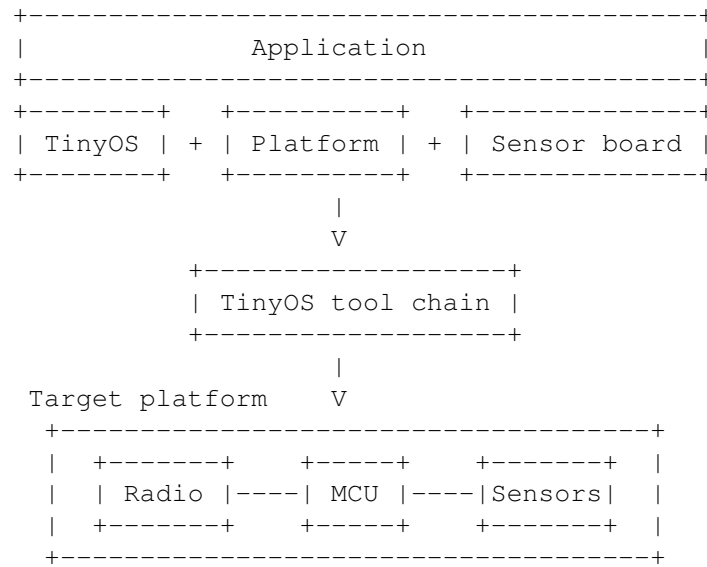 Application
TinyOS + Platform + Sensor board
TinyOS tool chain
Target platform
Radio MCU Sensors